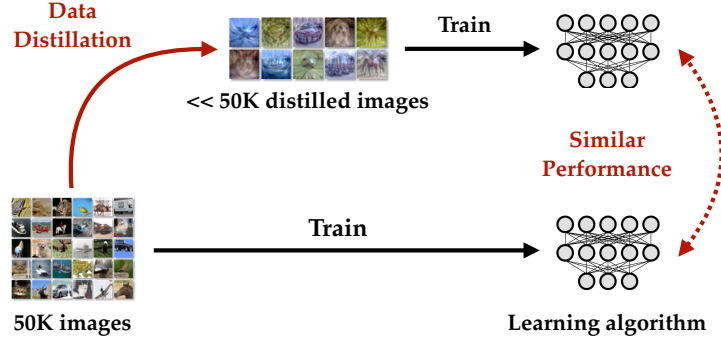 Data
Distillation
Train
<< 50K distilled images
Similar
Performance
Train
50K images
Learning algorithm